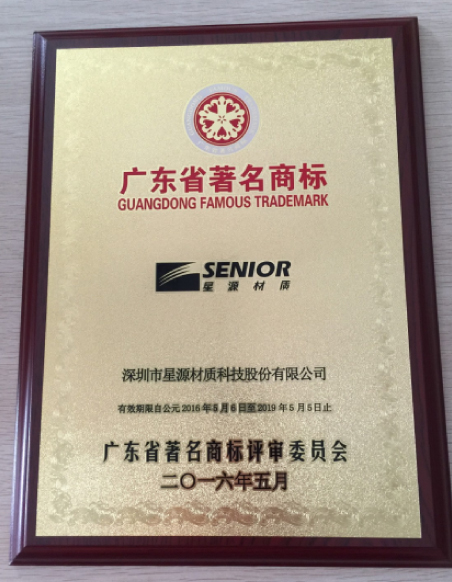 广东省著名商标
GUANGDONG FAMOUS TRADEMARK
SENIOR
星源材质
深圳市星源材质科技股份有限公司
有效期限自公元2016年5月6日至2019年5月5日止
广东省著名商标评审委员会
二〇一六年五月